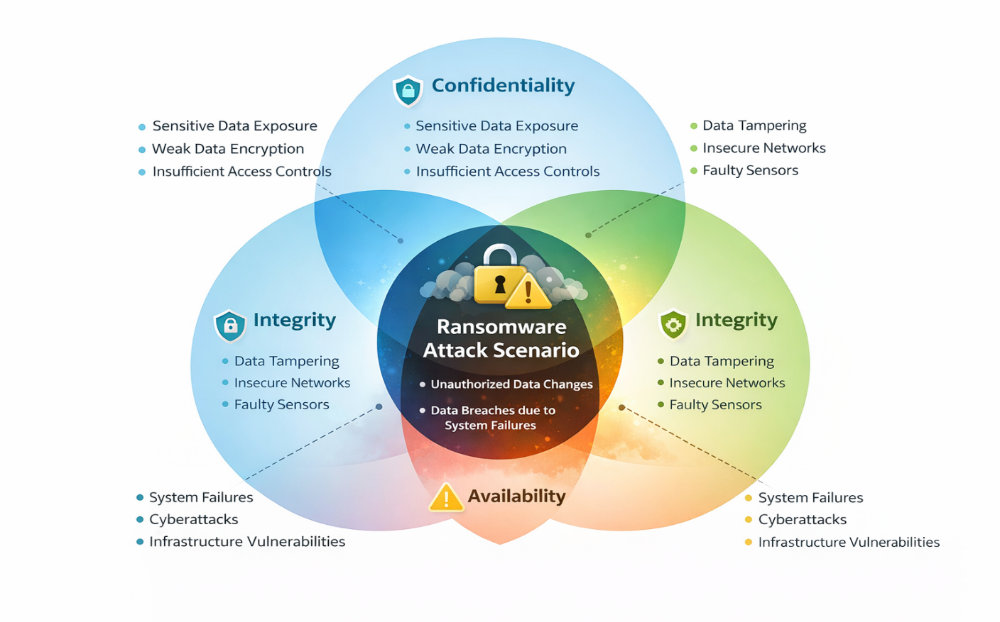 Confidentiality
• Sensitive Data Exposure
• Weak Data Encryption
• Insufficient Access Controls
• Sensitive Data Exposure
• Weak Data Encryption
• Insufficient Access Controls
• Data Tampering
• Insecure Networks
• Faulty Sensors
Integrity
• Data Tampering
• Insecure Networks
• Faulty Sensors
Ransomware
Attack Scenario
• Unauthorized Data Changes
• Data Breaches due to
System Failures
Integrity
• Data Tampering
• Insecure Networks
• Faulty Sensors
Availability
• System Failures
• Cyberattacks
• Infrastructure Vulnerabilities
• System Failures
• Cyberattacks
• Infrastructure Vulnerabilities